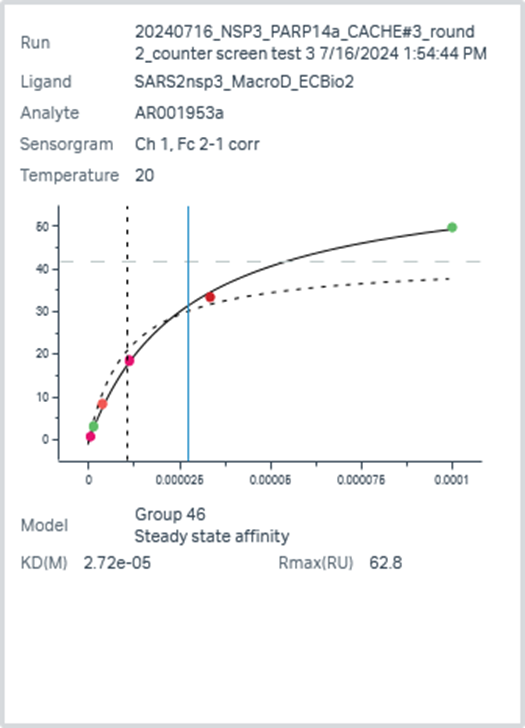 Run
20240716_NSP3_PARP14a_CACHE#3_round
2_counter screen test 3 7/16/2024 1:54:44 PM
Ligand SARS2nsp3_MacroD_ECBio2
Analyte AR001953a
Sensorgram Ch 1, Fc 2-1 corr
Temperature 20
50
40
30
20
10
0
0 0.000025 0.00005 0.000075 0.0001
Model
Group 46
Steady state affinity
KD(M) 2.72e-05 Rmax(RU) 62.8